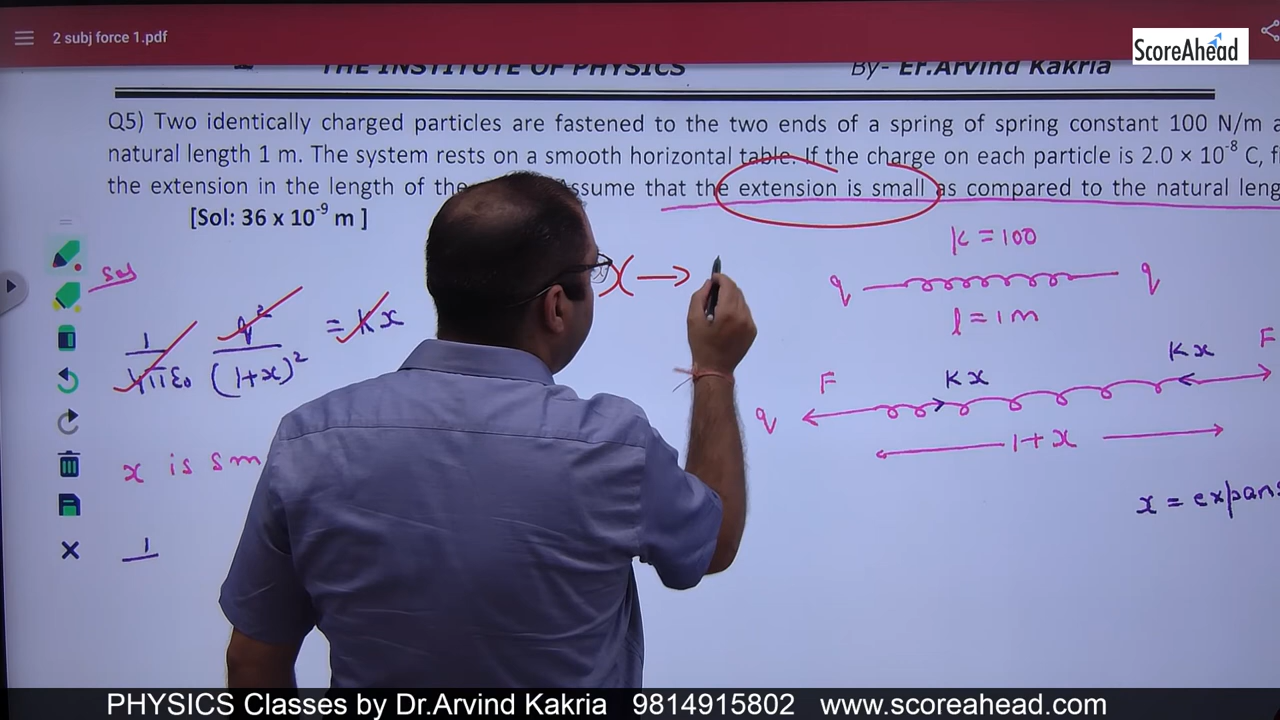 2 subj force 1.pdf
ScoreAhead
THE INSTITUTE OF PHYSICS By- Er.Arvind Kakria
Q5) Two identically charged particles are fastened to the two ends of a spring of spring constant 100 N/m
natural length 1 m. The system rests on a smooth horizontal table. If the charge on each particle is 2.0 × 10⁻⁸ C,
the extension in the length of the Assume that the extension is small as compared to the natural
[Sol: 36 x 10⁻⁹ m ]
Sol
K = 100
q q
l = 1 m
1/4πε₀ q²/(1+x)² = Kx
F Kx Kx F
q
1+x
x is sm
x = expans
1
PHYSICS Classes by Dr.Arvind Kakria 9814915802 www.scoreahead.com